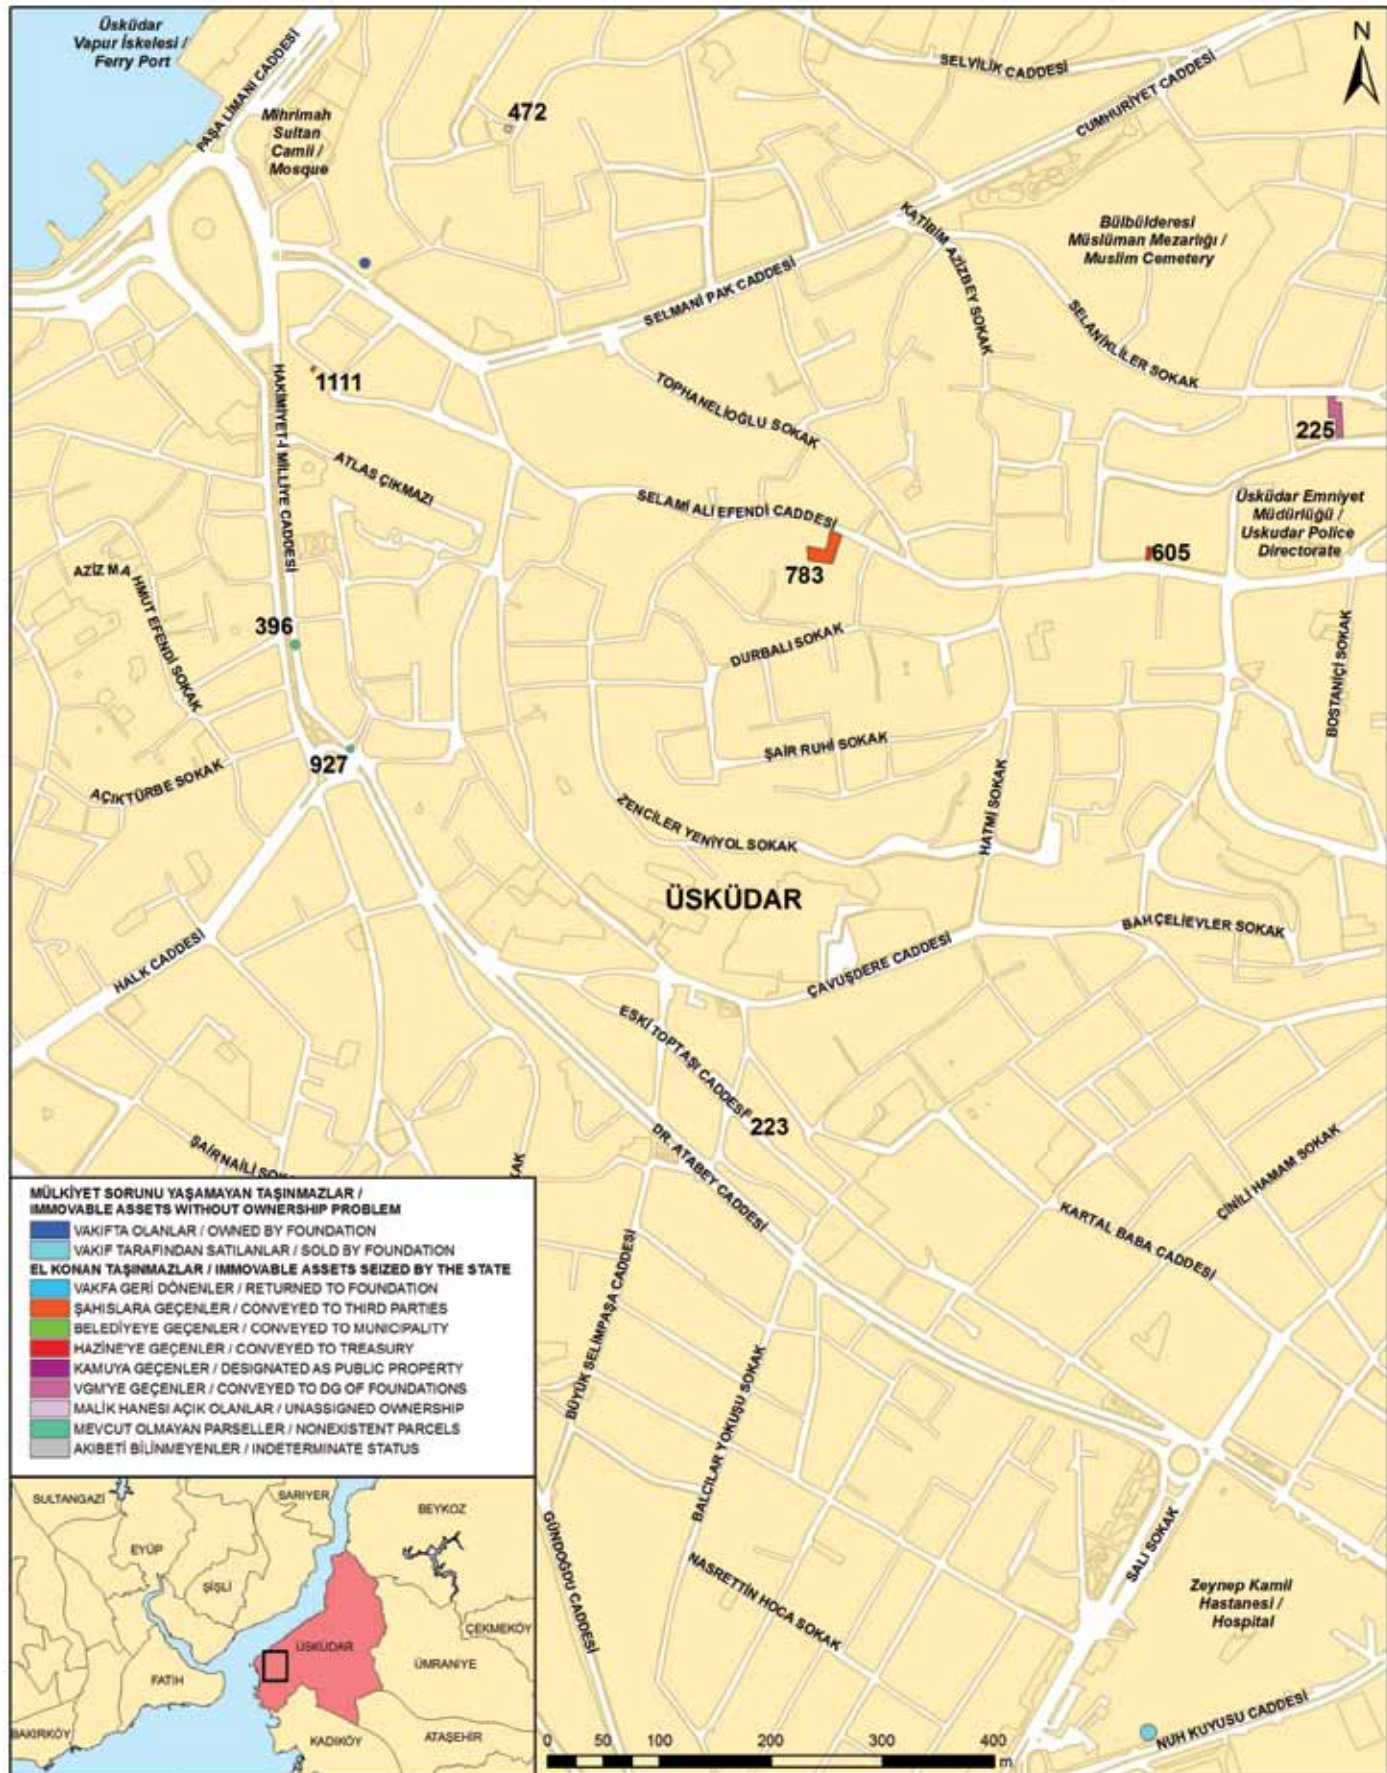 Üsküdar
Vapur İskelesi /
Ferry Port
PAŞA LİMANI CADDESİ
Mihrimah
Sultan
Camii /
Mosque
472
SELVİLİK CADDESİ
CUMHURİYET CADDESİ
N
KATİBİM AZİZBEY SOKAK
Bülbülderesi
Müslüman Mezarlığı /
Muslim Cemetery
SELMANİ PAK CADDESİ
SELANİKLİLER SOKAK
HAKİMİYET-İ MİLLİYE CADDESİ
1111
TOPHANELİOĞLU SOKAK
225
ATLAS ÇIKMAZI
SELAMİ ALİ EFENDİ CADDESİ
Üsküdar Emniyet
Müdürlüğü /
Uskudar Police
Directorate
605
783
AZİZ MAHMUT EFENDİ SOKAK
396
DURBALI SOKAK
BOSTANİÇİ SOKAK
ŞAİR RUHİ SOKAK
927
AÇIKTÜRBE SOKAK
ZENCİLER YENİYOL SOKAK
HATMİ SOKAK
ÜSKÜDAR
BAHÇELİEVLER SOKAK
HALK CADDESİ
ÇAVUŞDERE CADDESİ
ESKİ TOPTAŞI CADDESİ
223
DR. ATABEY CADDESİ
ŞAİR NAİLİ SOK
KAK
ÇİNİLİ HAMAM SOKAK
KARTAL BABA CADDESİ
BÜYÜK SELİMPAŞA CADDESİ
BALCILAR YOKUŞU SOKAK
GÜNDOĞDU CADDESİ
NASRETTİN HOCA SOKAK
SALI SOKAK
Zeynep Kamil
Hastanesi /
Hospital
NUH KUYUSU CADDESİ
MÜLKİYET SORUNU YAŞAMAYAN TAŞINMAZLAR /
IMMOVABLE ASSETS WITHOUT OWNERSHIP PROBLEM
VAKIFTA OLANLAR / OWNED BY FOUNDATION
VAKIF TARAFINDAN SATILANLAR / SOLD BY FOUNDATION
EL KONAN TAŞINMAZLAR / IMMOVABLE ASSETS SEIZED BY THE STATE
VAKFA GERİ DÖNENLER / RETURNED TO FOUNDATION
ŞAHISLARA GEÇENLER / CONVEYED TO THIRD PARTIES
BELEDİYEYE GEÇENLER / CONVEYED TO MUNICIPALITY
HAZİNE'YE GEÇENLER / CONVEYED TO TREASURY
KAMUYA GEÇENLER / DESIGNATED AS PUBLIC PROPERTY
VGM'YE GEÇENLER / CONVEYED TO DG OF FOUNDATIONS
MALİK HANESİ AÇIK OLANLAR / UNASSIGNED OWNERSHIP
MEVCUT OLMAYAN PARSELLER / NONEXISTENT PARCELS
AKIBETİ BİLİNMEYENLER / INDETERMINATE STATUS
SULTANGAZİ
SARIYER
BEYKOZ
EYÜP
ŞİŞLİ
ÇEKMEKÖY
ÜSKÜDAR
ÜMRANİYE
FATİH
BAKIRKÖY
KADIKÖY
ATAŞEHİR
0 50 100 200 300 400
m